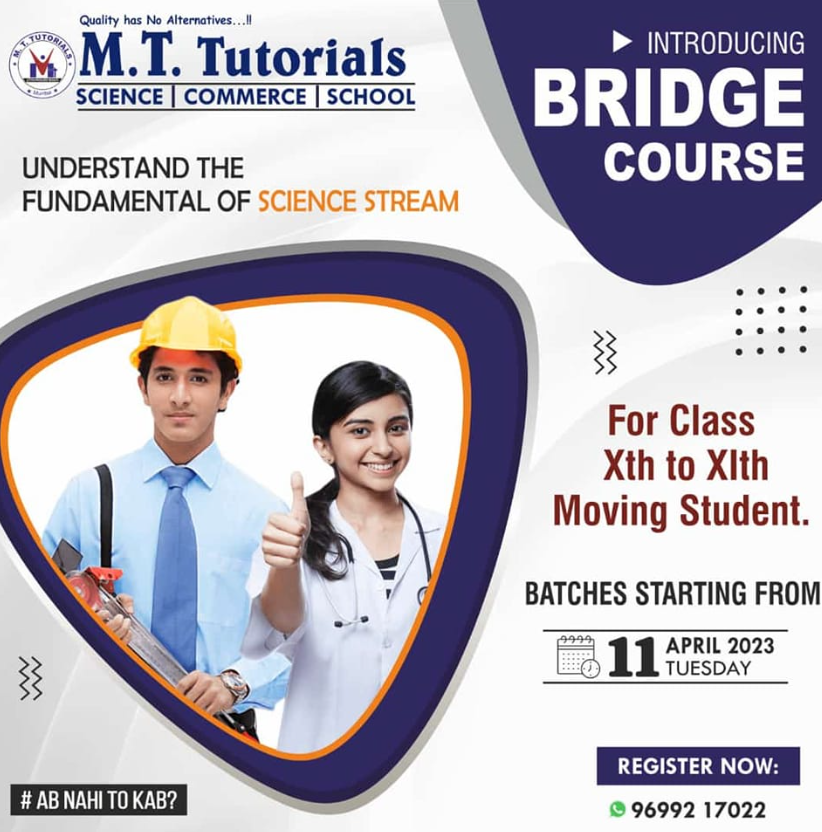 Quality has No Alternatives...!!
M. T. TUTORIALS
Mumbai
M.T. Tutorials
SCIENCE | COMMERCE | SCHOOL
INTRODUCING
BRIDGE
COURSE
UNDERSTAND THE
FUNDAMENTAL OF SCIENCE STREAM
For Class
Xth to XIth
Moving Student.
BATCHES STARTING FROM
11 APRIL 2023
TUESDAY
REGISTER NOW:
96992 17022
# AB NAHI TO KAB?